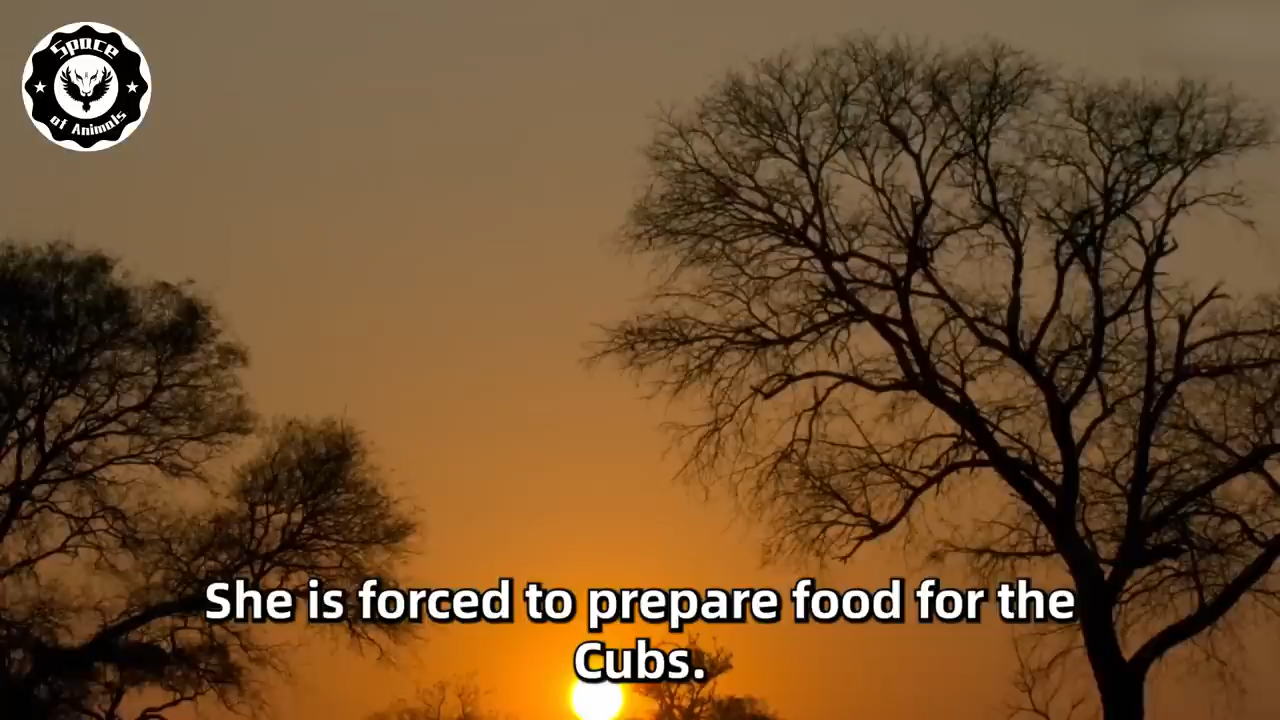 Space
of Animals
She is forced to prepare food for the
Cubs.